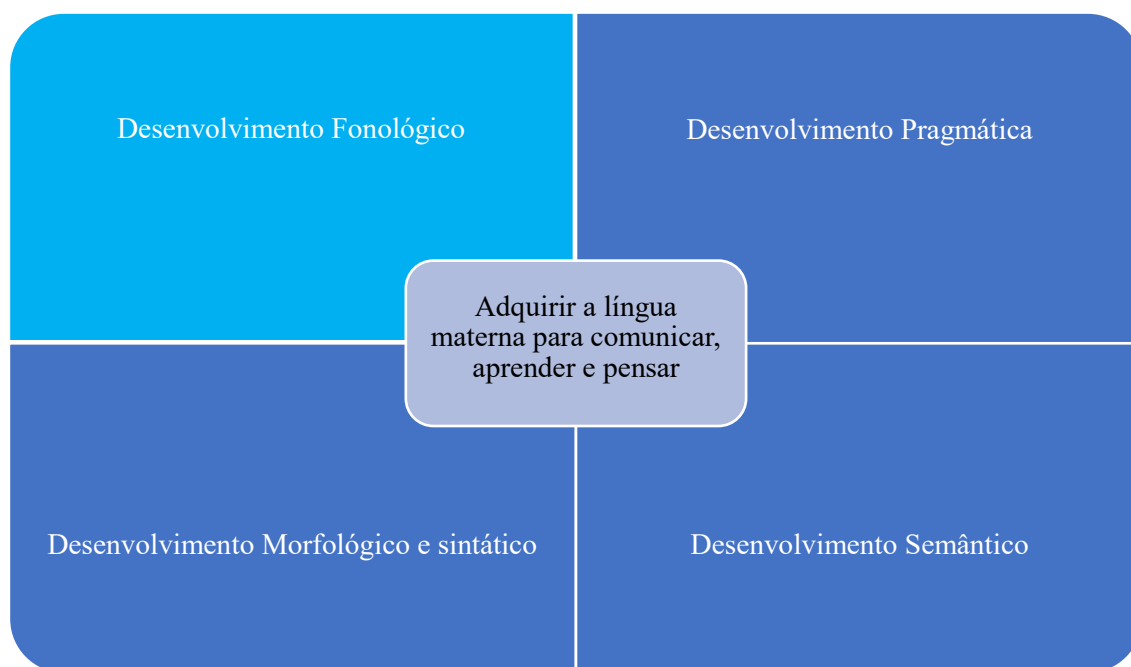 Desenvolvimento Fonológico
Desenvolvimento Pragmática
Adquirir a língua
materna para comunicar,
aprender e pensar
Desenvolvimento Morfológico e sintático
Desenvolvimento Semântico